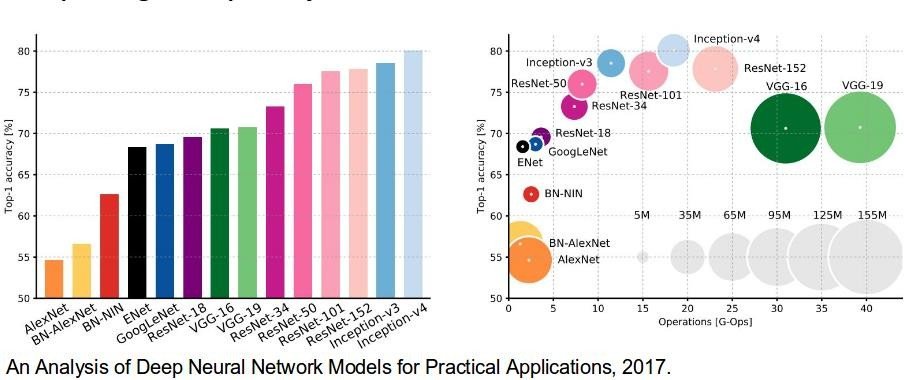 80
75
70
65
60
55
50
Top-1 accuracy [%]
AlexNet
BN-AlexNet
BN-NIN
ENet
GoogLeNet
ResNet-18
VGG-16
VGG-19
ResNet-34
ResNet-50
ResNet-101
ResNet-152
Inception-v3
Inception-v4
80
75
70
65
60
55
50
Top-1 accuracy [%]
Inception-v4
Inception-v3
ResNet-152
ResNet-50
VGG-16
VGG-19
ResNet-101
ResNet-34
ResNet-18
GoogLeNet
ENet
BN-NIN
5M 35M 65M 95M 125M 155M
BN-AlexNet
AlexNet
0 5 10 15 20 25 30 35 40
Operations [G-Ops]
An Analysis of Deep Neural Network Models for Practical Applications, 2017.